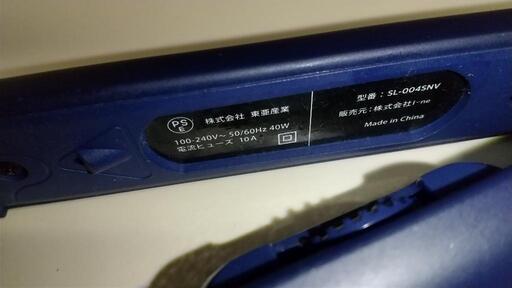 PS
E
株式会社 東亜産業
100-240V～ 50/60Hz 40W
電流ヒューズ 10A
型番： SL-004SNV
販売元：株式会社I-ne
Made in China